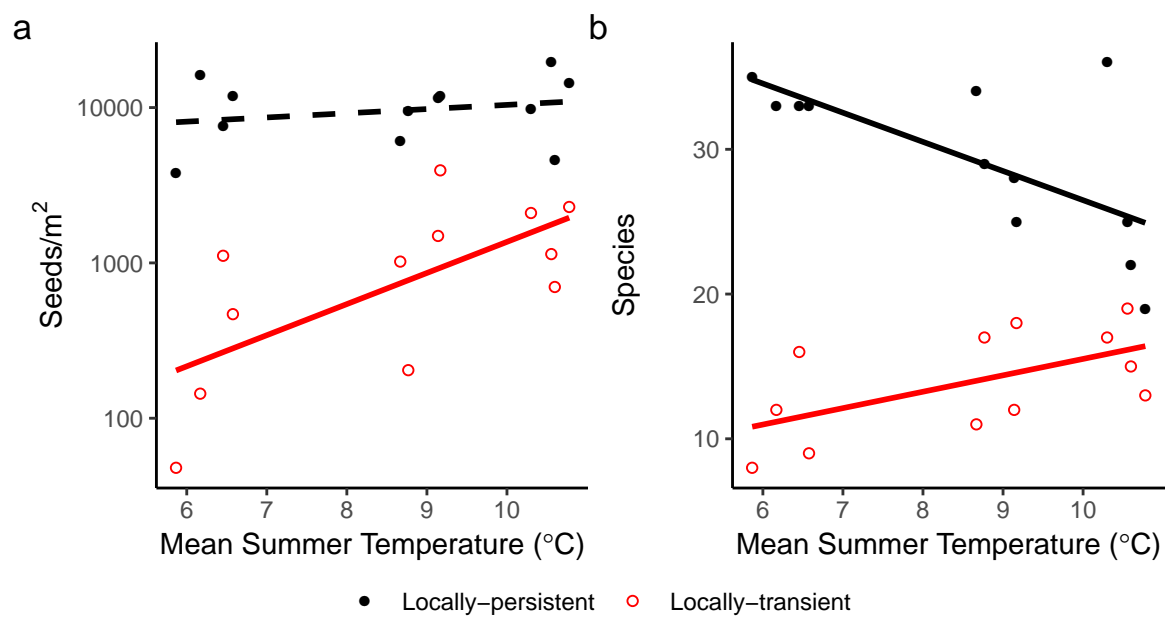 a
Seeds/m²
10000
1000
100
6 7 8 9 10
Mean Summer Temperature (°C)
b
Species
30
20
10
6 7 8 9 10
Mean Summer Temperature (°C)
Locally−persistent Locally−transient